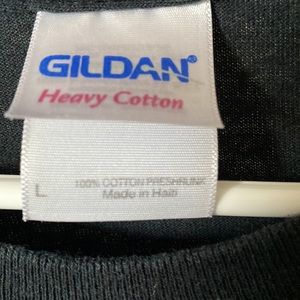 GILDAN®
Heavy Cotton
L
100% COTTON PRESHRUNK
Made in Haiti